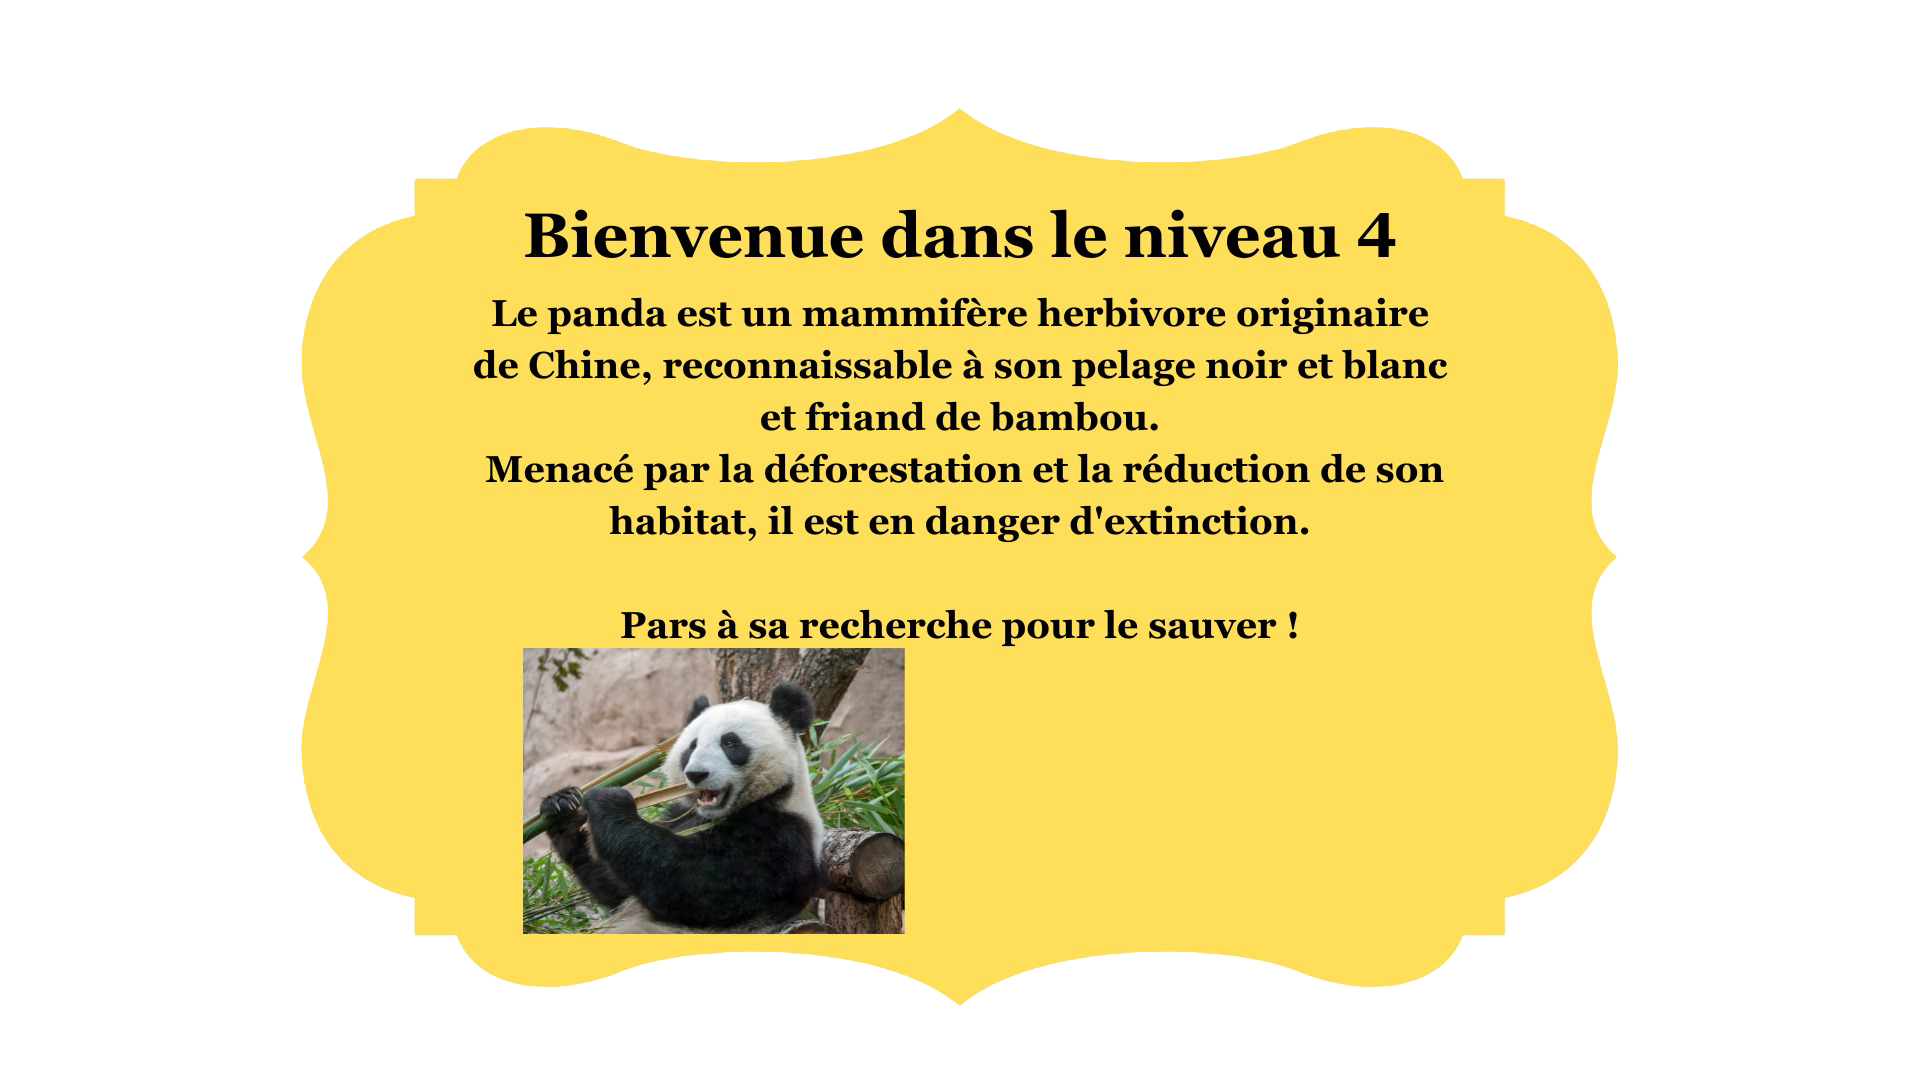 Bienvenue dans le niveau 4
Le panda est un mammifère herbivore originaire
de Chine, reconnaissable à son pelage noir et blanc
et friand de bambou.
Menacé par la déforestation et la réduction de son
habitat, il est en danger d'extinction.
Pars à sa recherche pour le sauver !